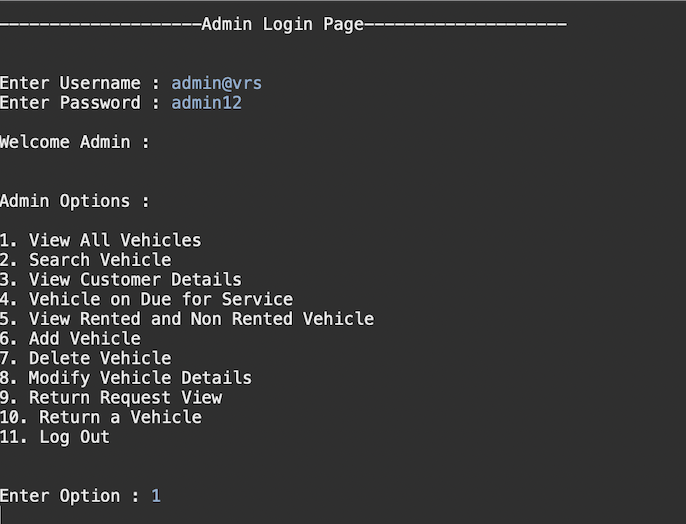 --------------------Admin Login Page--------------------
Enter Username : admin@vrs
Enter Password : admin12
Welcome Admin :
Admin Options :
1. View All Vehicles
2. Search Vehicle
3. View Customer Details
4. Vehicle on Due for Service
5. View Rented and Non Rented Vehicle
6. Add Vehicle
7. Delete Vehicle
8. Modify Vehicle Details
9. Return Request View
10. Return a Vehicle
11. Log Out
Enter Option : 1